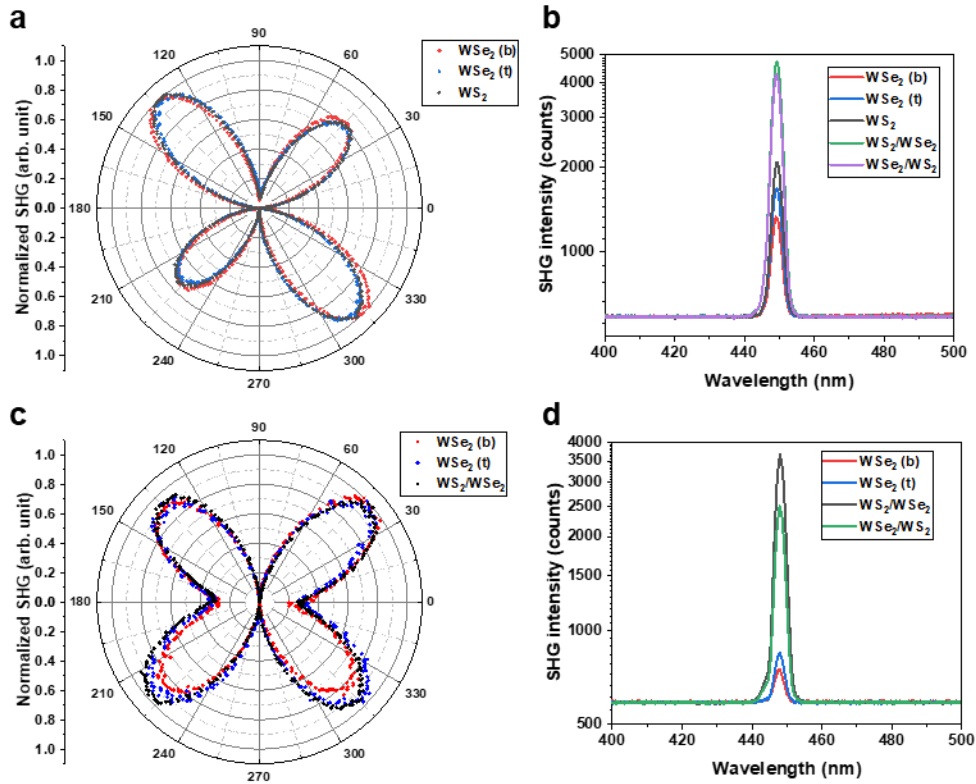 a
90
120
60
150
30
180
0
210
330
240
300
270
1.0
0.8
0.6
0.4
0.2
0.0
0.2
0.4
0.6
0.8
1.0
Normalized SHG (arb. unit)
WSe₂ (b)
WSe₂ (t)
WS₂
b
5000
4000
3000
2000
1000
SHG intensity (counts)
400
420
440
460
480
500
Wavelength (nm)
WSe₂ (b)
WSe₂ (t)
WS₂
WS₂/WSe₂
WSe₂/WS₂
c
90
120
60
150
30
180
0
210
330
240
300
270
1.0
0.8
0.6
0.4
0.2
0.0
0.2
0.4
0.6
0.8
1.0
Normalized SHG (arb. unit)
WSe₂ (b)
WSe₂ (t)
WS₂/WSe₂
d
4000
3500
3000
2500
2000
1500
1000
500
SHG intensity (counts)
400
420
440
460
480
500
Wavelength (nm)
WSe₂ (b)
WSe₂ (t)
WS₂/WSe₂
WSe₂/WS₂